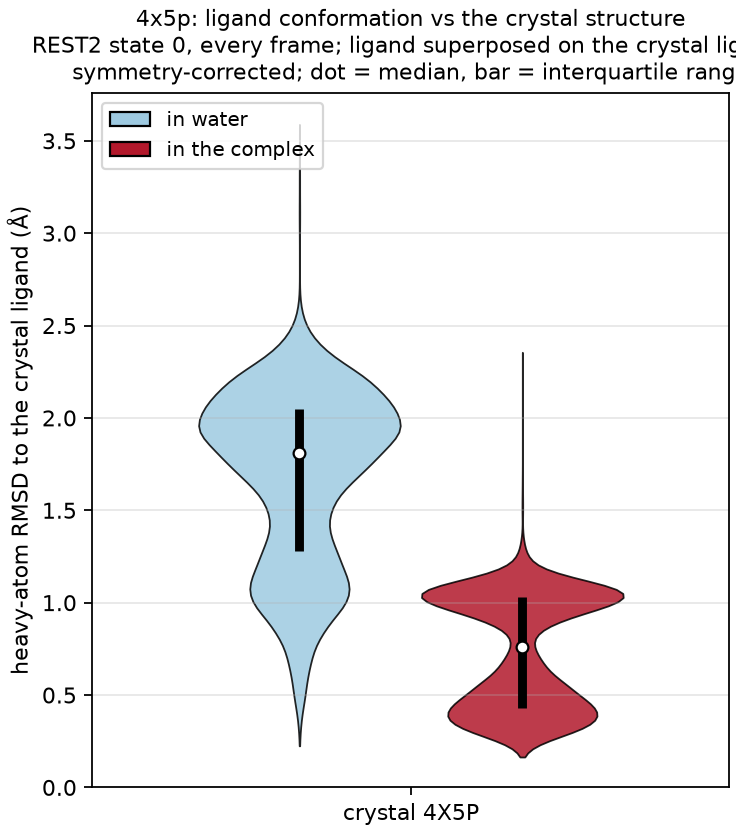 4x5p: ligand conformation vs the crystal structure
REST2 state 0, every frame; ligand superposed on the crystal lig
symmetry-corrected; dot = median, bar = interquartile rang
in water
in the complex
heavy-atom RMSD to the crystal ligand (Å)
3.5
3.0
2.5
2.0
1.5
1.0
0.5
0.0
crystal 4X5P